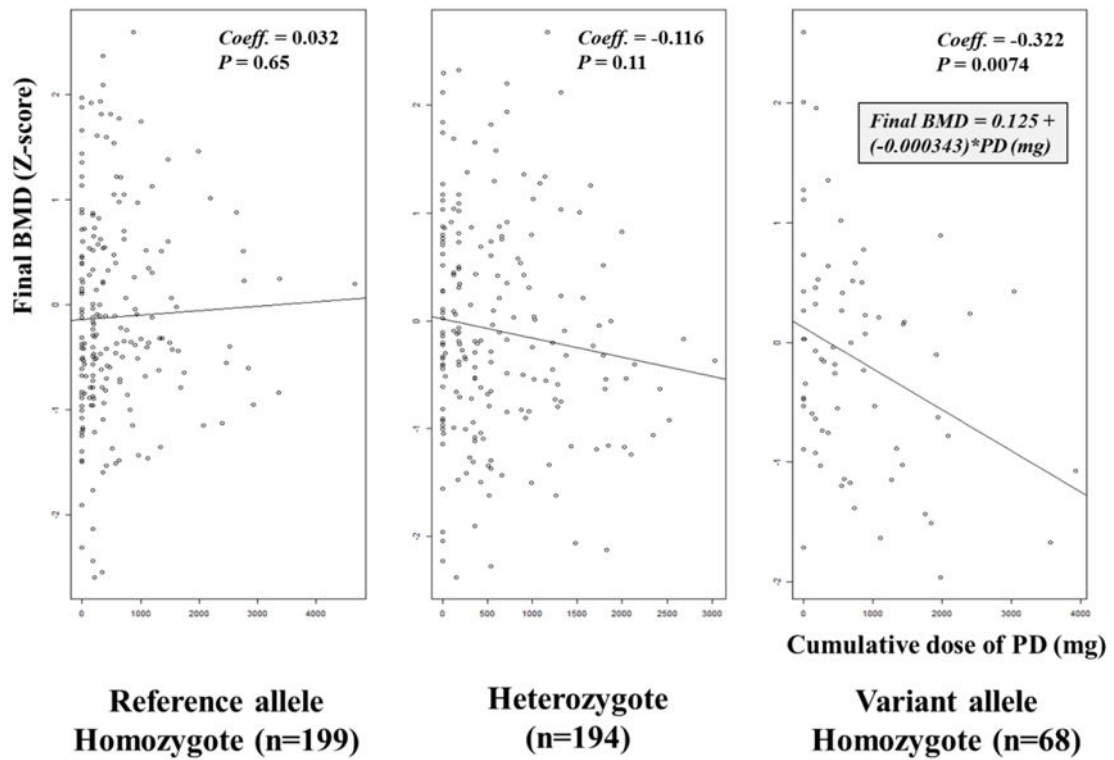 Final BMD (Z-score)
Coeff. = 0.032
P = 0.65
2
1
0
-1
-2
0 1000 2000 3000 4000
Reference allele
Homozygote (n=199)
Coeff. = -0.116
P = 0.11
2
1
0
-1
-2
0 500 1000 1500 2000 2500 3000
Heterozygote
(n=194)
Coeff. = -0.322
P = 0.0074
Final BMD = 0.125 +
(-0.000343)*PD (mg)
2
1
0
-1
-2
0 1000 2000 3000 4000
Cumulative dose of PD (mg)
Variant allele
Homozygote (n=68)